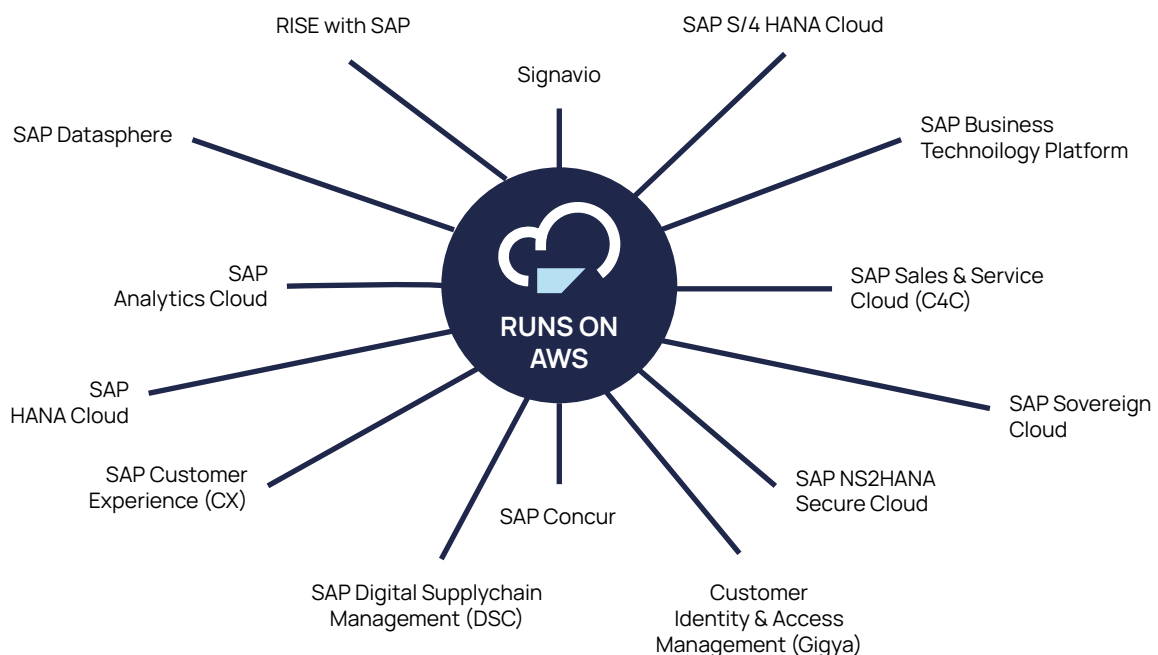 RISE with SAP
SAP S/4 HANA Cloud
Signavio
SAP Datasphere
SAP Business
Technoilogy Platform
SAP
Analytics Cloud
SAP Sales & Service
Cloud (C4C)
RUNS ON
AWS
SAP
HANA Cloud
SAP Sovereign
Cloud
SAP Customer
Experience (CX)
SAP NS2HANA
Secure Cloud
SAP Concur
SAP Digital Supplychain
Management (DSC)
Customer
Identity & Access
Management (Gigya)